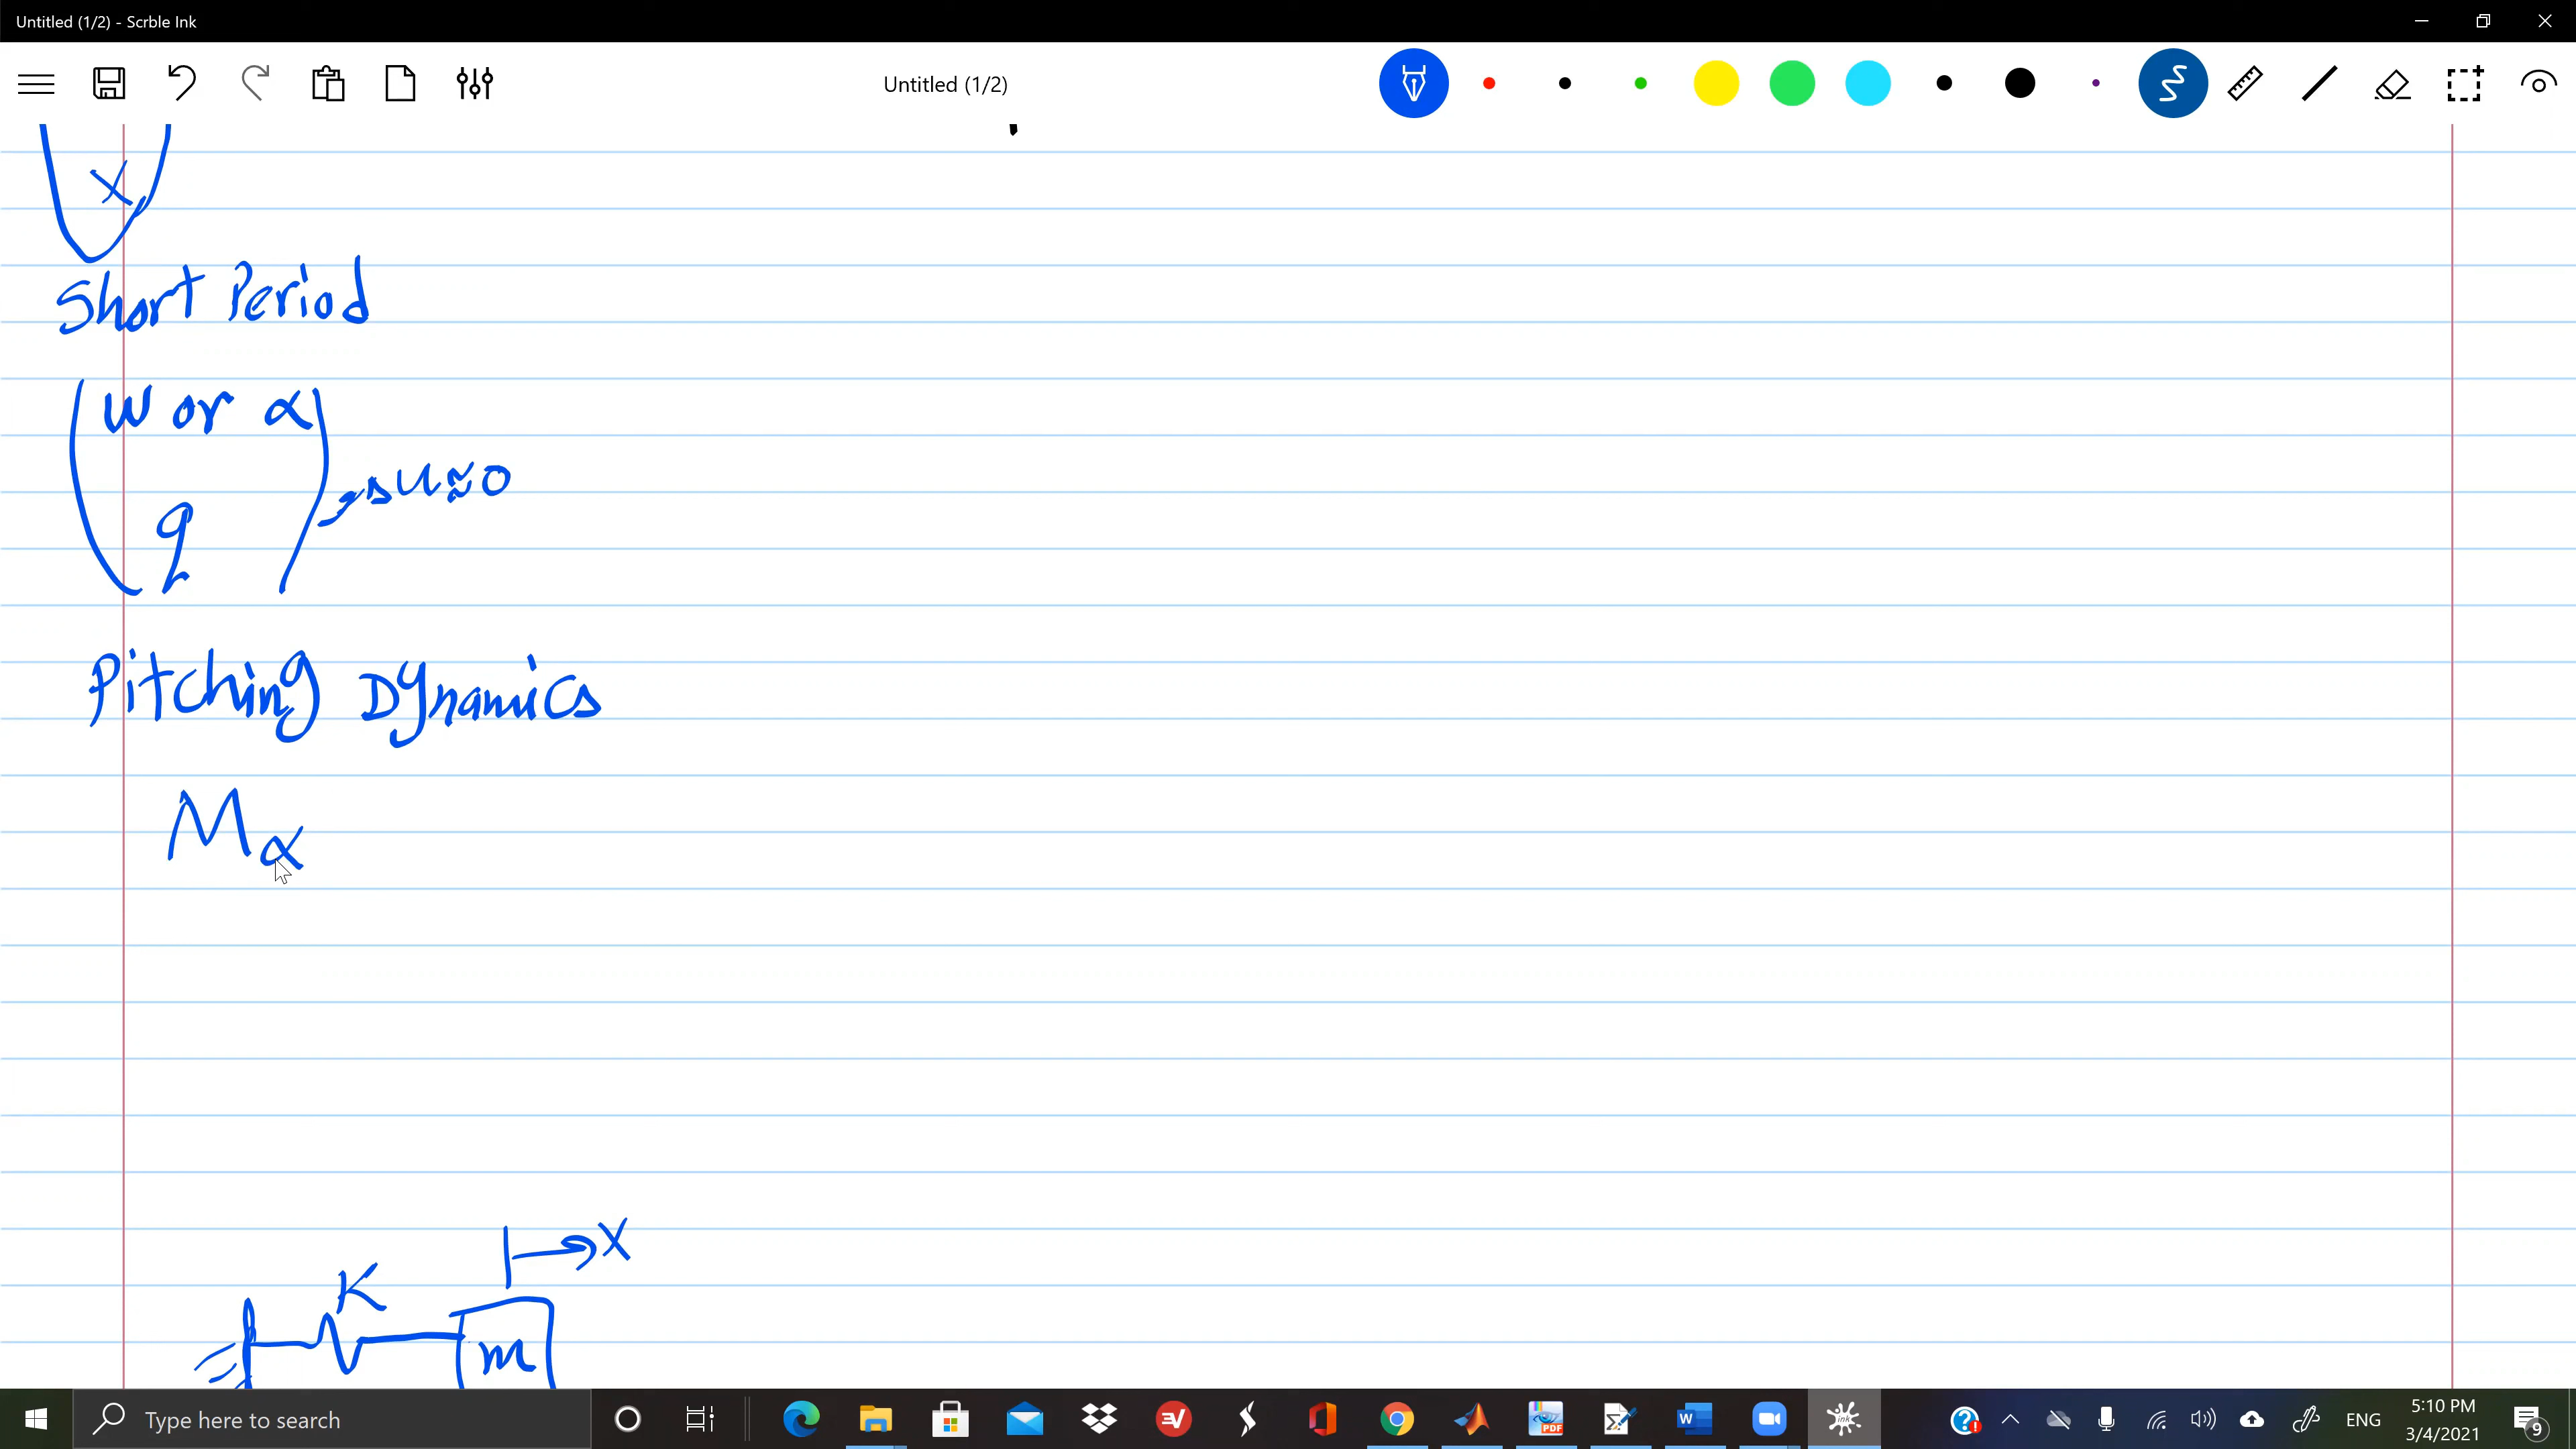 Untitled (1/2) - Scrble Ink
Untitled (1/2)
X
Short Period
W or α
u ≈ 0
q
Pitching Dynamics
Mα
X
K
m
Type here to search
ENG
5:10 PM
3/4/2021
9